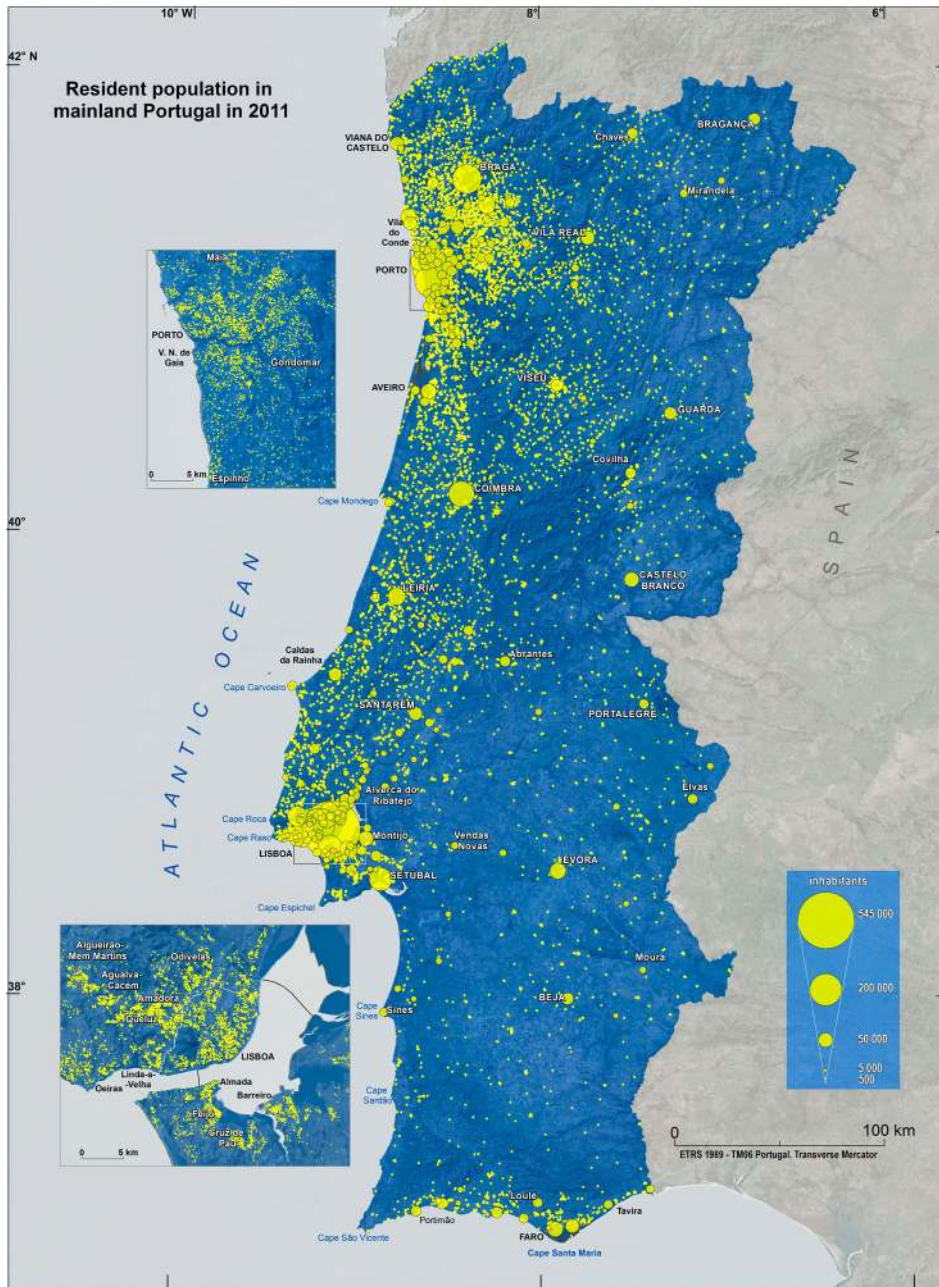 10° W
8°
6°
42° N
Resident population in
mainland Portugal in 2011
VIANA DO
CASTELO
BRAGA
Chaves
BRAGANÇA
Mirandela
Vila
do
Conde
VILA REAL
PORTO
Maia
PORTO
V. N. de
Gaia
Gondomar
0 5 km
Espinho
AVEIRO
VISEU
GUARDA
Covilhã
COIMBRA
Cape Mondego
40°
SPAIN
CASTELO
BRANCO
LEIRIA
ATLANTIC OCEAN
Caldas
da Rainha
Abrantes
Cape Carvoeiro
SANTARÉM
PORTALEGRE
Elvas
Alverca do
Ribatejo
Cape Roca
Cape Raso
Montijo
LISBOA
Vendas
Novas
ÉVORA
SETÚBAL
Cape Espichel
inhabitants
545 000
200 000
50 000
5 000
500
Algueirão-
Mem Martins
Odivelas
Agualva-
Cacém
Amadora
Queluz
LISBOA
Linda-a
-Velha
Oeiras
Almada
Barreiro
Feijó
Cruz de
Pau
0 5 km
Moura
38°
BEJA
Cape
Sines
Sines
Cape
Sardão
0 100 km
ETRS 1989 - TM06 Portugal. Transverse Mercator
Loulé
Portimão
Tavira
Cape São Vicente
FARO
Cape Santa Maria